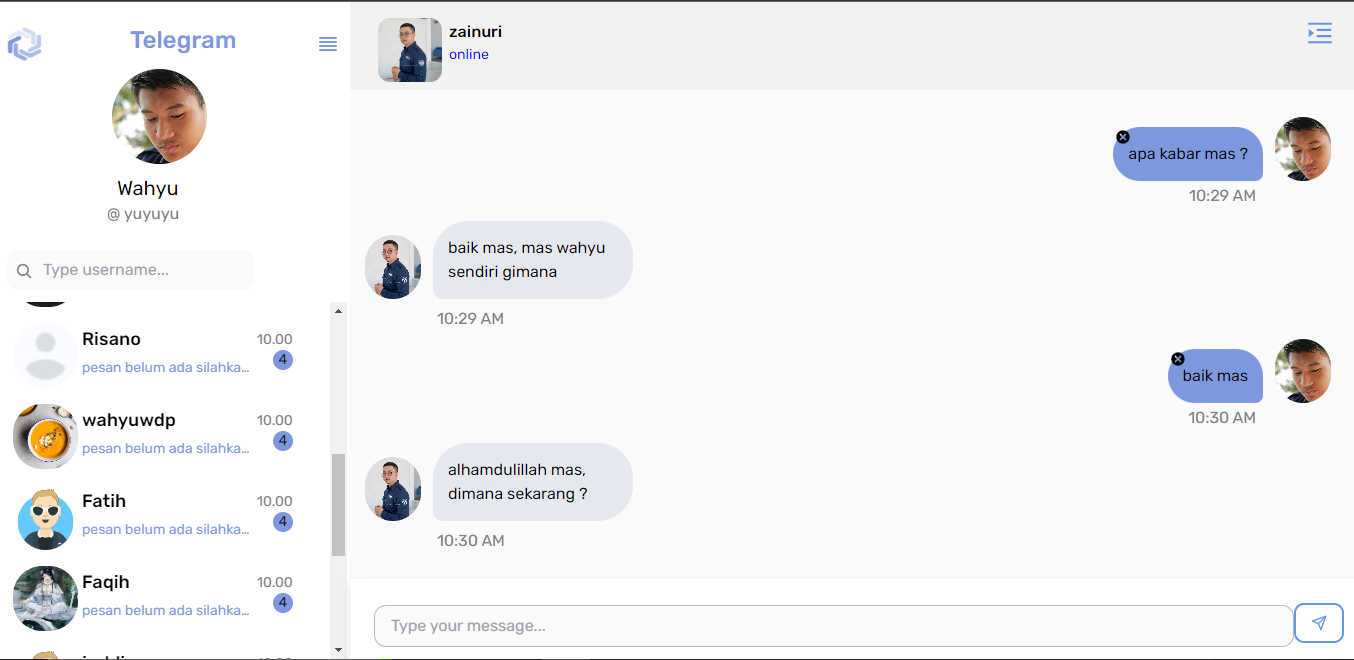 Telegram
Wahyu
@ yuyuyu
Type username...
Risano
10.00
pesan belum ada silahka...
4
wahyuwdp
10.00
pesan belum ada silahka...
4
Fatih
10.00
pesan belum ada silahka...
4
Faqih
10.00
pesan belum ada silahka...
4
zainuri
online
apa kabar mas ?
10:29 AM
baik mas, mas wahyu
sendiri gimana
10:29 AM
baik mas
10:30 AM
alhamdulillah mas,
dimana sekarang ?
10:30 AM
Type your message...